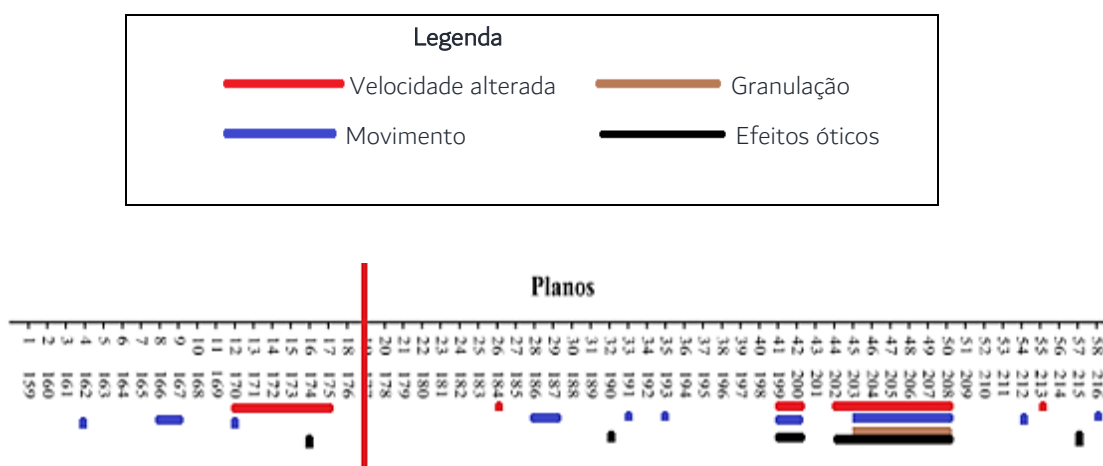 Legenda
Velocidade alterada
Granulação
Movimento
Efeitos óticos
Planos
1 2 3 4 5 6 7 8 9 10 11 12 13 14 15 16 17 18 19 20 21 22 23 24 25 26 27 28 29 30 31 32 33 34 35 36 37 38 39 40 41 42 43 44 45 46 47 48 49 50 51 52 53 54 55 56 57 58
159 160 161 162 163 164 165 166 167 168 169 170 171 172 173 174 175 176 177 178 179 180 181 182 183 184 185 186 187 188 189 190 191 192 193 194 195 196 197 198 199 200 201 202 203 204 205 206 207 208 209 210 211 212 213 214 215 216